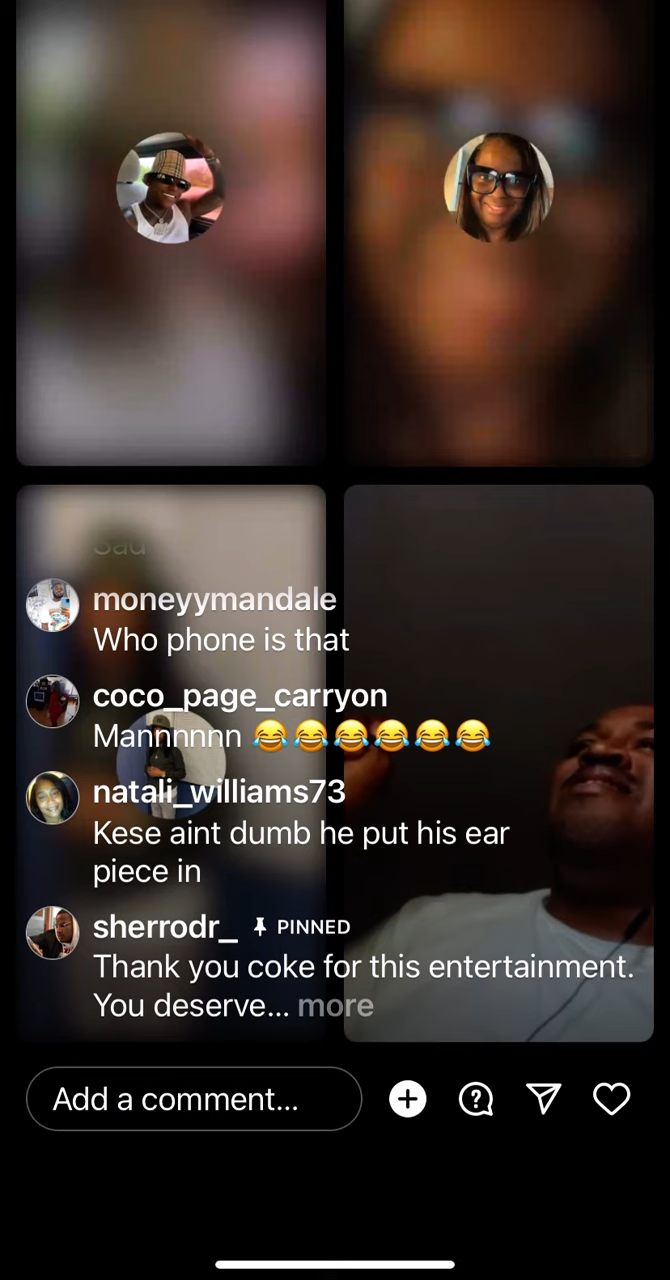 Sad
moneyymandale
Who phone is that
coco_page_carryon
Mannnnnn 😂😂😂😂😂😂
natali_williams73
Kese aint dumb he put his ear
piece in
sherrodr_ PINNED
Thank you coke for this entertainment.
You deserve... more
Add a comment...